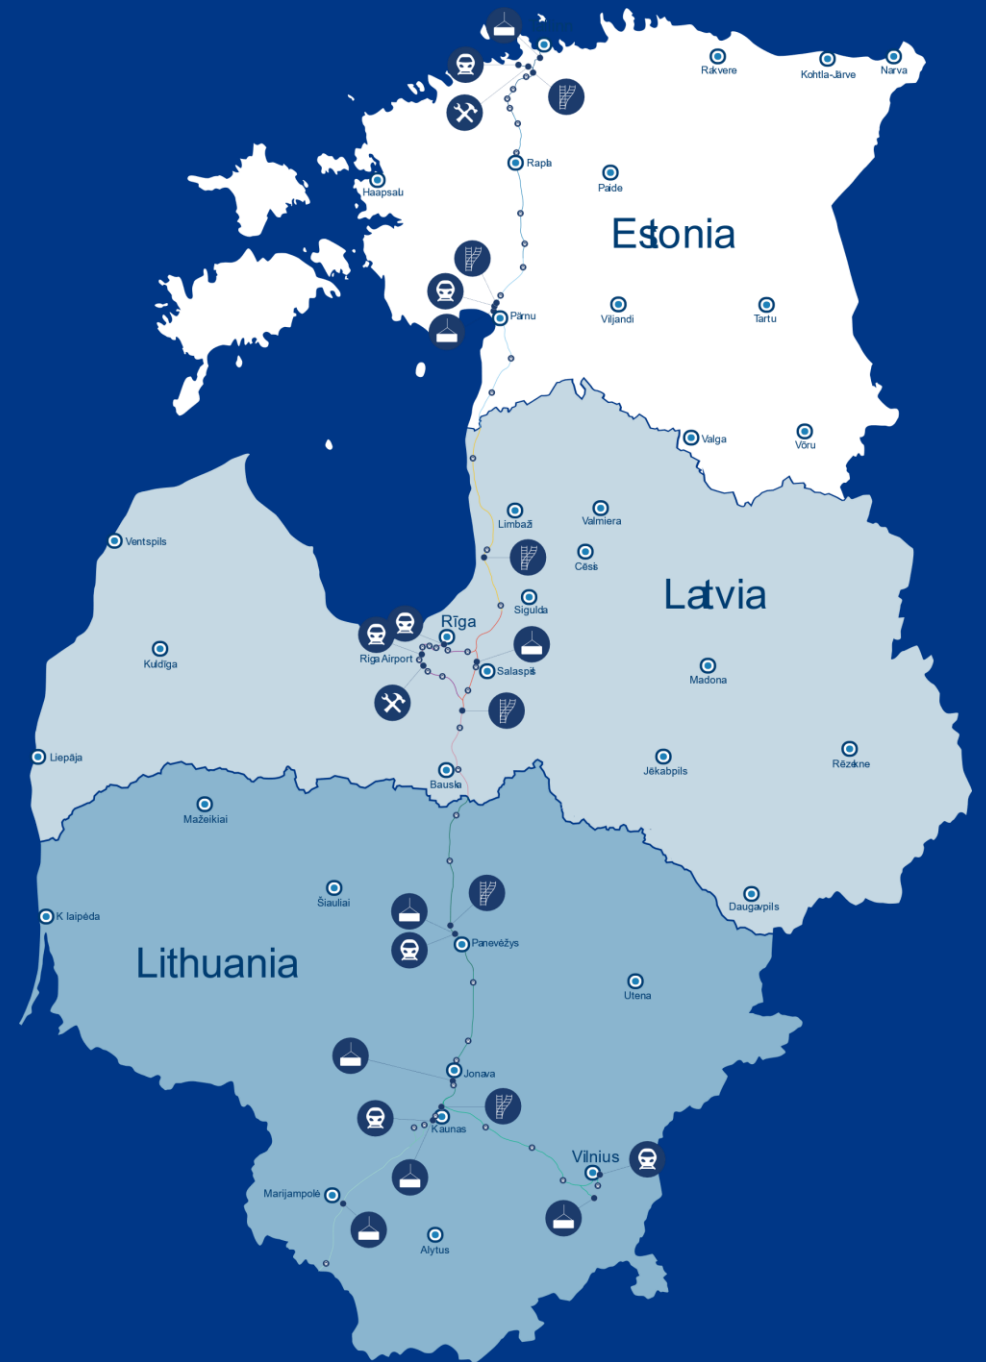 Rakvere
Kohtla-Järve
Narva
Rapla
Paide
Haapsalu
Estonia
Pärnu
Viljandi
Tartu
Valga
Võru
Limbaži
Valmiera
Ventspils
Cēsis
Latvia
Sigulda
Rīga
Riga Airport
Kuldīga
Salaspils
Madona
Liepāja
Jēkabpils
Rēzekne
Bauska
Mažeikiai
Šiauliai
Daugavpils
Klaipėda
Panevėžys
Lithuania
Utena
Jonava
Kaunas
Vilnius
Marijampolė
Alytus